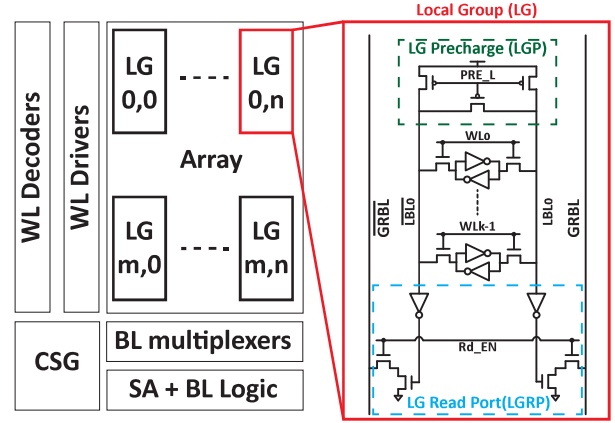 Local Group (LG)
WL Decoders
WL Drivers
LG
0,0
LG
0,n
Array
LG
m,0
LG
m,n
CSG
BL multiplexers
SA + BL Logic
LG Precharge (LGP)
PRE_L
WL0
WLk-1
GRBL
LBL0
LBL0
GRBL
Rd_EN
LG Read Port(LGRP)